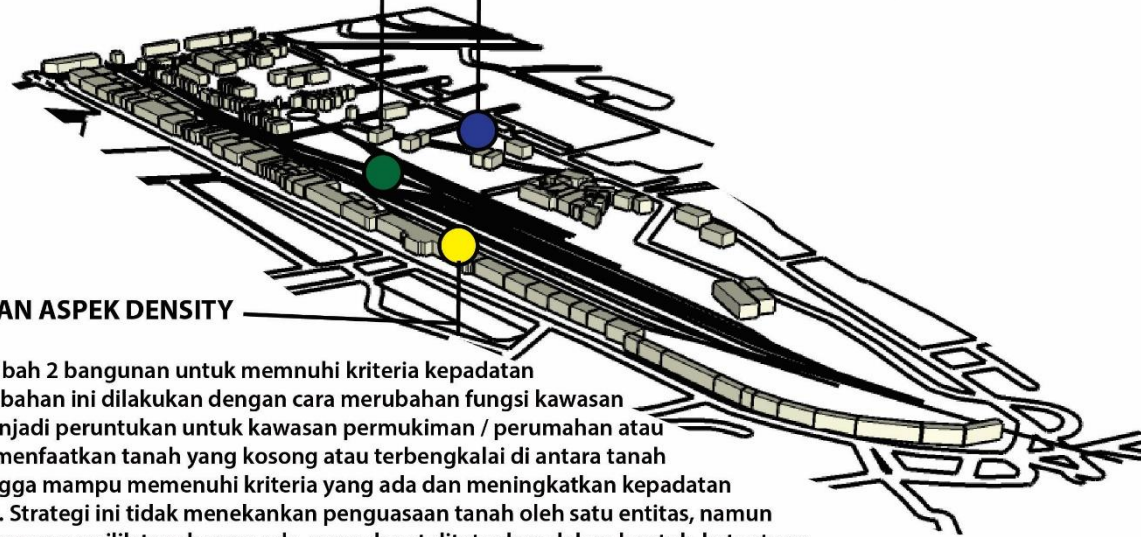 AN ASPEK DENSITY
bah 2 bangunan untuk memnuhi kriteria kepadatan
bahan ini dilakukan dengan cara merubahan fungsi kawasan
njadi peruntukan untuk kawasan permukiman / perumahan atau
menfaatkan tanah yang kosong atau terbengkalai di antara tanah
gga mampu memenuhi kriteria yang ada dan meningkatkan kepadatan
. Strategi ini tidak menekankan penguasaan tanah oleh satu entitas, namun